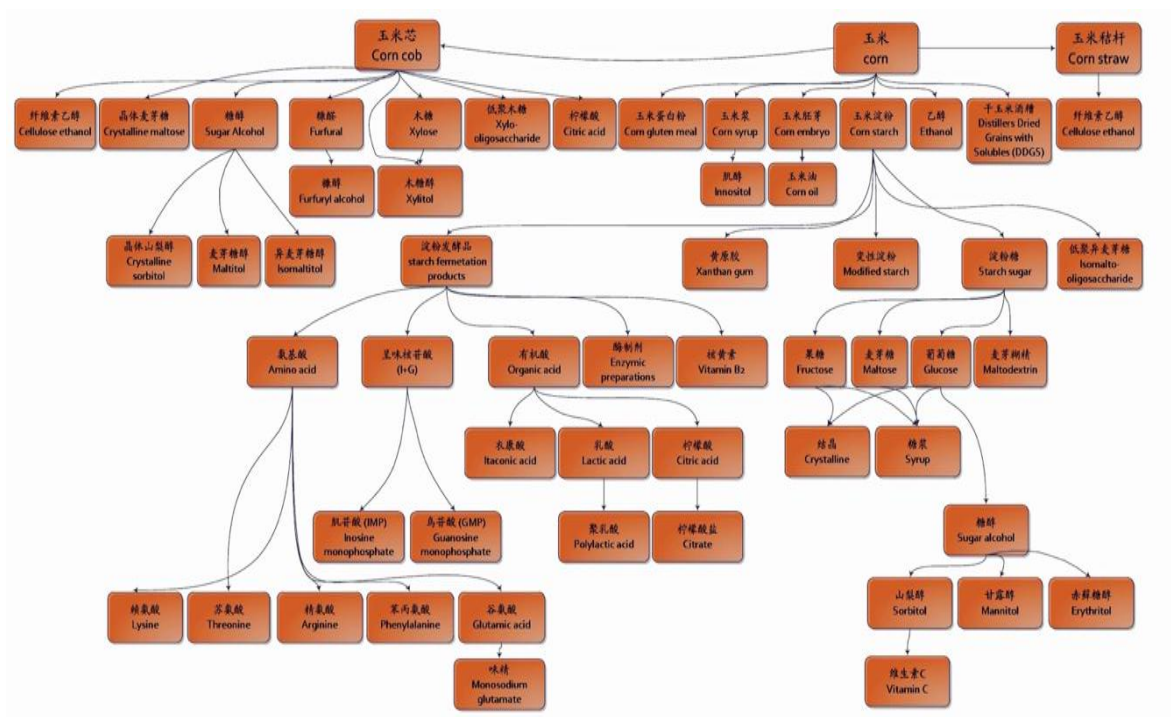 玉米芯
Corn cob
玉米
corn
玉米秸杆
Corn straw
纤维素乙醇
Cellulose ethanol
晶体麦芽糖
Crystalline maltose
糖醇
Sugar Alcohol
糠醛
Furfural
木糖
Xylose
低聚木糖
Xylo-
oligosaccharide
柠檬酸
Citric acid
玉米蛋白粉
Corn gluten meal
玉米浆
Corn syrup
玉米胚芽
Corn embryo
玉米淀粉
Corn starch
乙醇
Ethanol
干玉米酒糟
Distillers Dried
Grains with
Solubles (DDGS)
纤维素乙醇
Cellulose ethanol
糠醇
Furfuryl alcohol
木糖醇
Xylitol
肌醇
Innositol
玉米油
Corn oil
晶体山梨醇
Crystalline
sorbitol
麦芽糖醇
Maltitol
异麦芽糖醇
Isomaltitol
淀粉发酵品
starch fermetation
products
黄原胶
Xanthan gum
变性淀粉
Modified starch
淀粉糖
Starch sugar
低聚异麦芽糖
Isomalto-
oligosaccharide
氨基酸
Amino acid
呈味核苷酸
(I+G)
有机酸
Organic acid
酶制剂
Enzymic
preparations
核黄素
Vitamin B2
果糖
Fructose
麦芽糖
Maltose
葡萄糖
Glucose
麦芽糊精
Maltodextrin
衣康酸
Itaconic acid
乳酸
Lactic acid
柠檬酸
Citric acid
结晶
Crystalline
糖浆
Syrup
肌苷酸 (IMP)
Inosine
monophosphate
鸟苷酸 (GMP)
Guanosine
monophosphate
聚乳酸
Polylactic acid
柠檬酸盐
Citrate
糖醇
Sugar alcohol
赖氨酸
Lysine
苏氨酸
Threonine
精氨酸
Arginine
苯丙氨酸
Phenylalanine
谷氨酸
Glutamic acid
山梨醇
Sorbitol
甘露醇
Mannitol
赤藓糖醇
Erythritol
味精
Monosodium
glutamate
维生素C
Vitamin C